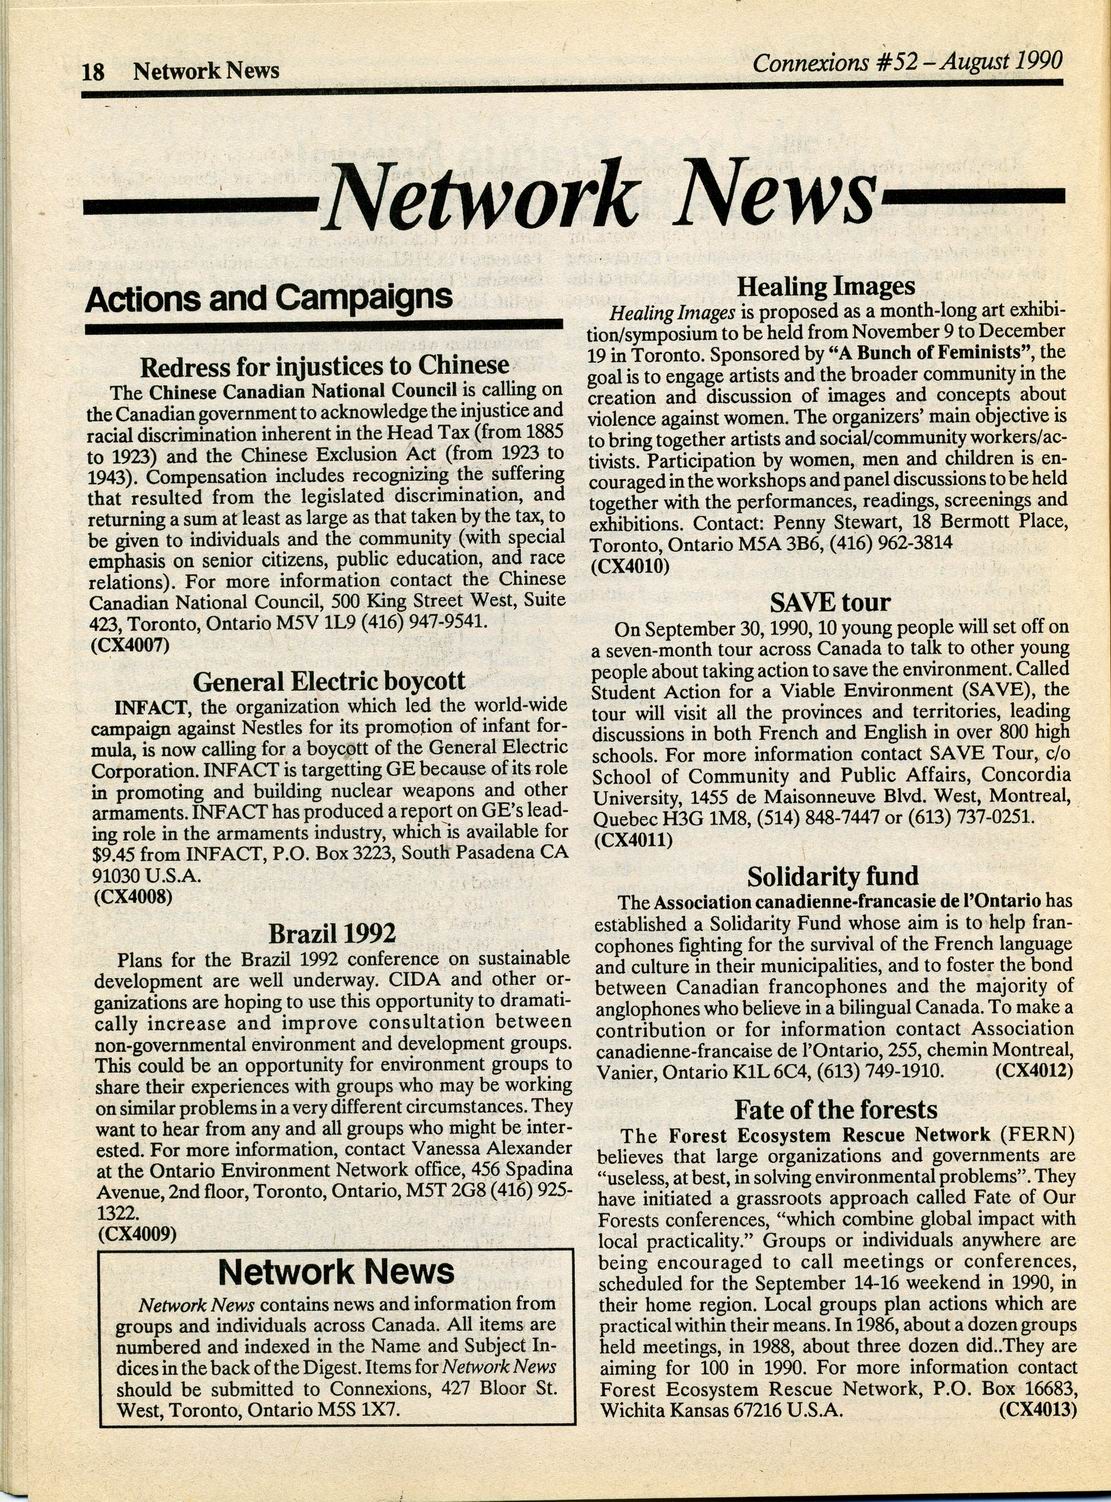 18 Network News
Connexions #52 – August 1990
Network News
Actions and Campaigns
Redress for injustices to Chinese
The Chinese Canadian National Council is calling on
the Canadian government to acknowledge the injustice and
racial discrimination inherent in the Head Tax (from 1885
to 1923) and the Chinese Exclusion Act (from 1923 to
1943). Compensation includes recognizing the suffering
that resulted from the legislated discrimination, and
returning a sum at least as large as that taken by the tax, to
be given to individuals and the community (with special
emphasis on senior citizens, public education, and race
relations). For more information contact the Chinese
Canadian National Council, 500 King Street West, Suite
423, Toronto, Ontario M5V 1L9 (416) 947-9541.
(CX4007)
General Electric boycott
INFACT, the organization which led the world-wide
campaign against Nestles for its promotion of infant for-
mula, is now calling for a boycott of the General Electric
Corporation. INFACT is targetting GE because of its role
in promoting and building nuclear weapons and other
armaments. INFACT has produced a report on GE's lead-
ing role in the armaments industry, which is available for
$9.45 from INFACT, P.O. Box 3223, South Pasadena CA
91030 U.S.A.
(CX4008)
Brazil 1992
Plans for the Brazil 1992 conference on sustainable
development are well underway. CIDA and other or-
ganizations are hoping to use this opportunity to dramati-
cally increase and improve consultation between
non-governmental environment and development groups.
This could be an opportunity for environment groups to
share their experiences with groups who may be working
on similar problems in a very different circumstances. They
want to hear from any and all groups who might be inter-
ested. For more information, contact Vanessa Alexander
at the Ontario Environment Network office, 456 Spadina
Avenue, 2nd floor, Toronto, Ontario, M5T 2G8 (416) 925-
1322.
(CX4009)
Network News
Network News contains news and information from
groups and individuals across Canada. All items are
numbered and indexed in the Name and Subject In-
dices in the back of the Digest. Items for Network News
should be submitted to Connexions, 427 Bloor St.
West, Toronto, Ontario M5S 1X7.
Healing Images
Healing Images is proposed as a month-long art exhibi-
tion/symposium to be held from November 9 to December
19 in Toronto. Sponsored by “A Bunch of Feminists”, the
goal is to engage artists and the broader community in the
creation and discussion of images and concepts about
violence against women. The organizers' main objective is
to bring together artists and social/community workers/ac-
tivists. Participation by women, men and children is en-
couraged in the workshops and panel discussions to be held
together with the performances, readings, screenings and
exhibitions. Contact: Penny Stewart, 18 Bermott Place,
Toronto, Ontario M5A 3B6, (416) 962-3814
(CX4010)
SAVE tour
On September 30, 1990, 10 young people will set off on
a seven-month tour across Canada to talk to other young
people about taking action to save the environment. Called
Student Action for a Viable Environment (SAVE), the
tour will visit all the provinces and territories, leading
discussions in both French and English in over 800 high
schools. For more information contact SAVE Tour, c/o
School of Community and Public Affairs, Concordia
University, 1455 de Maisonneuve Blvd. West, Montreal,
Quebec H3G 1M8, (514) 848-7447 or (613) 737-0251.
(CX4011)
Solidarity fund
The Association canadienne-francasie de l'Ontario has
established a Solidarity Fund whose aim is to help fran-
cophones fighting for the survival of the French language
and culture in their municipalities, and to foster the bond
between Canadian francophones and the majority of
anglophones who believe in a bilingual Canada. To make a
contribution or for information contact Association
canadienne-francaise de l'Ontario, 255, chemin Montreal,
Vanier, Ontario K1L 6C4, (613) 749-1910. (CX4012)
Fate of the forests
The Forest Ecosystem Rescue Network (FERN)
believes that large organizations and governments are
“useless, at best, in solving environmental problems”. They
have initiated a grassroots approach called Fate of Our
Forests conferences, “which combine global impact with
local practicality.” Groups or individuals anywhere are
being encouraged to call meetings or conferences,
scheduled for the September 14-16 weekend in 1990, in
their home region. Local groups plan actions which are
practical within their means. In 1986, about a dozen groups
held meetings, in 1988, about three dozen did..They are
aiming for 100 in 1990. For more information contact
Forest Ecosystem Rescue Network, P.O. Box 16683,
Wichita Kansas 67216 U.S.A. (CX4013)